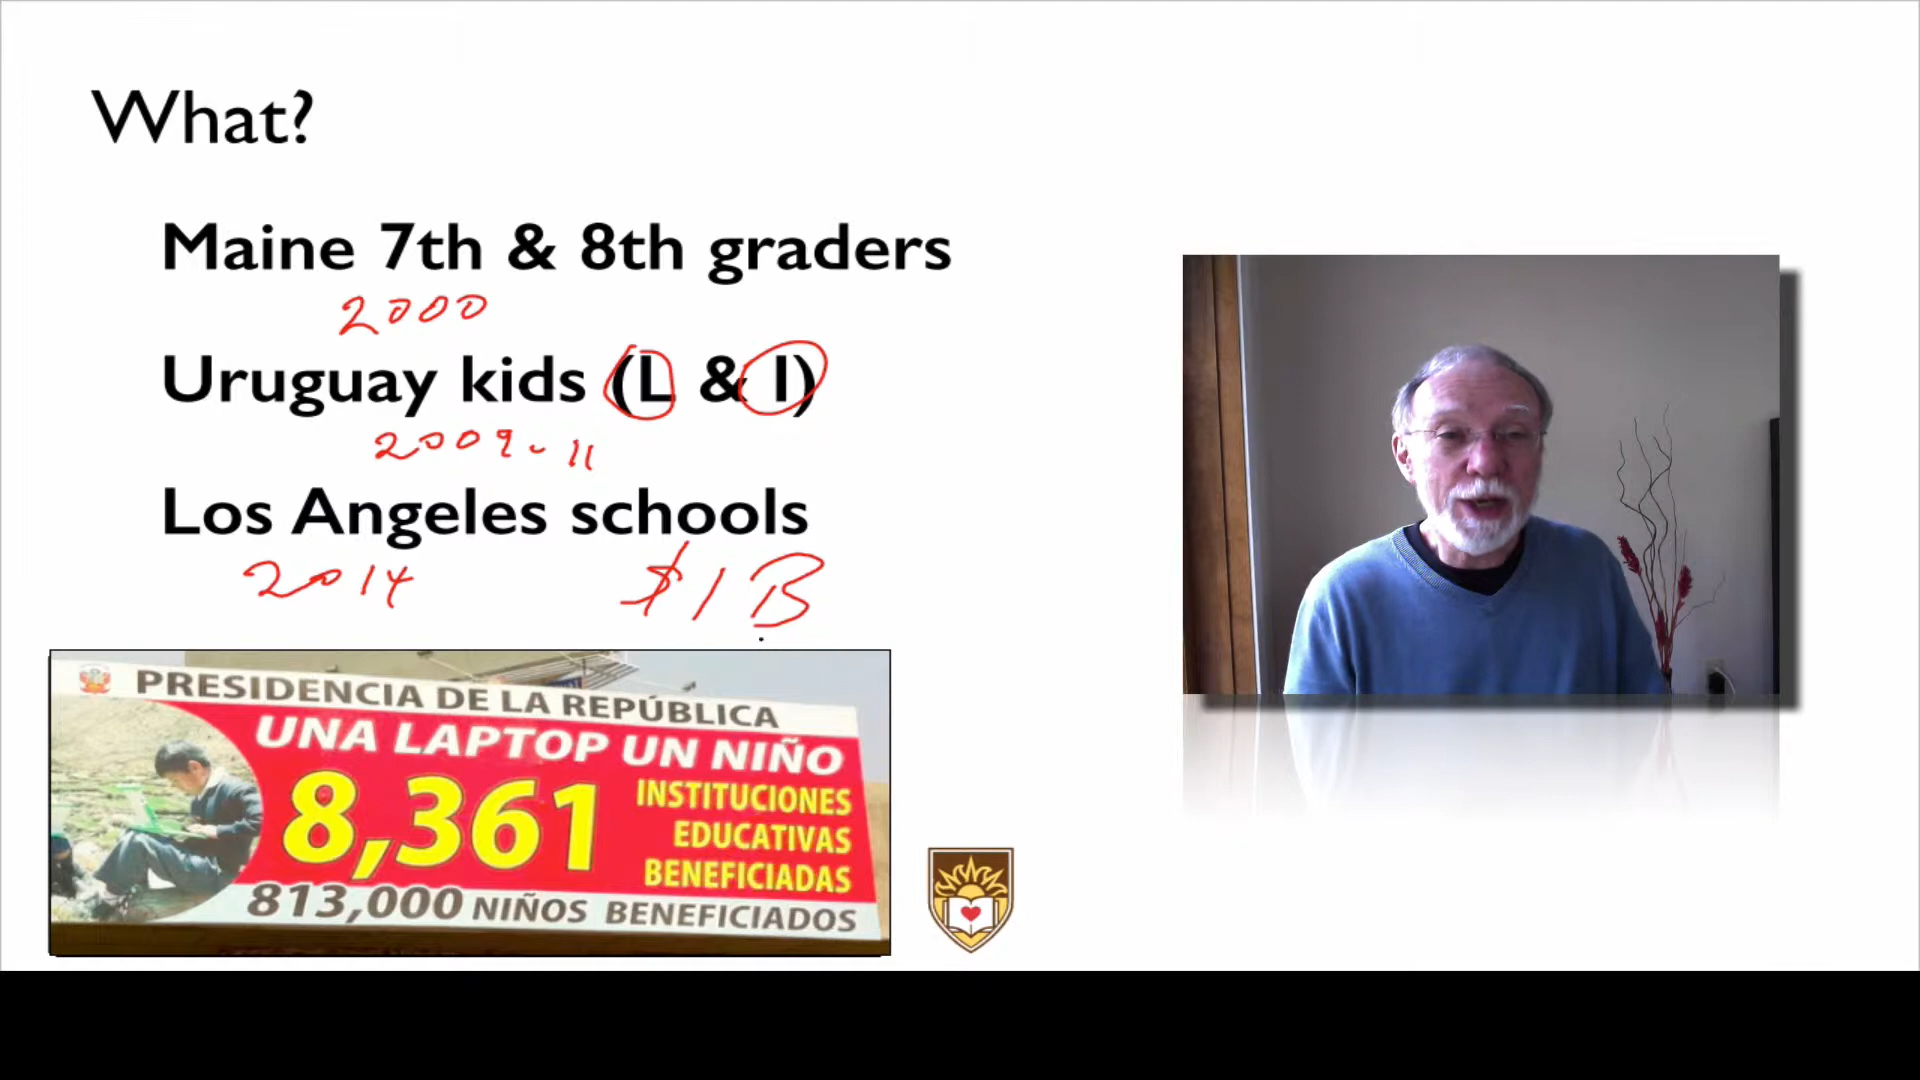 What?
Maine 7th & 8th graders
2000
Uruguay kids (L & I)
2009-11
Los Angeles schools
2014 $1B
PRESIDENCIA DE LA REPÚBLICA
UNA LAPTOP UN NIÑO
8,361 INSTITUCIONES
EDUCATIVAS
BENEFICIADAS
813,000 NIÑOS BENEFICIADOS